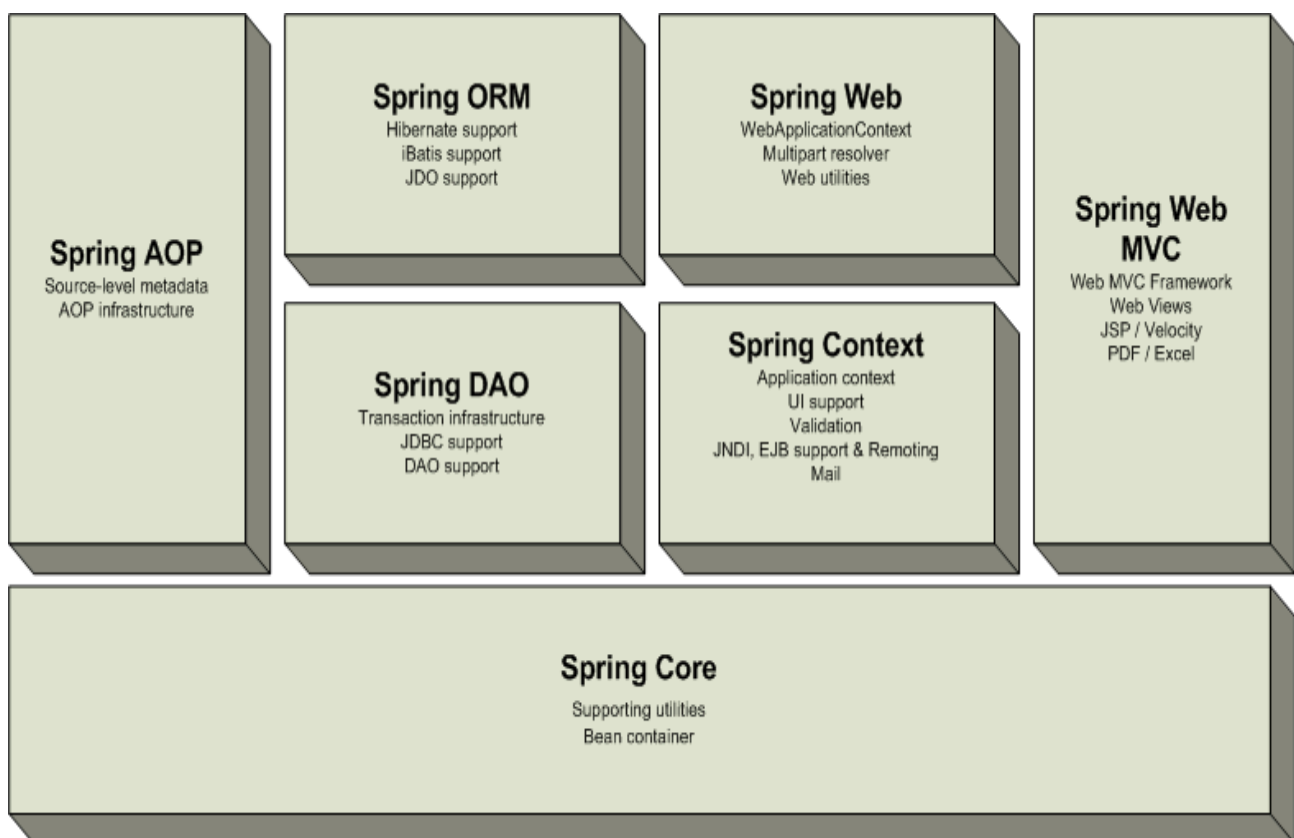 Spring AOP
Source-level metadata
AOP infrastructure
Spring ORM
Hibernate support
iBatis support
JDO support
Spring DAO
Transaction infrastructure
JDBC support
DAO support
Spring Web
WebApplicationContext
Multipart resolver
Web utilities
Spring Context
Application context
UI support
Validation
JNDI, EJB support & Remoting
Mail
Spring Web
MVC
Web MVC Framework
Web Views
JSP / Velocity
PDF / Excel
Spring Core
Supporting utilities
Bean container